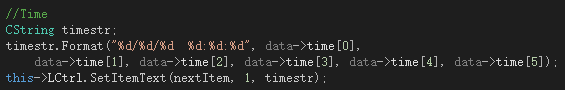 //Time
CString timestr;
timestr.Format("%d/%d/%d  %d:%d:%d", data->time[0],
    data->time[1], data->time[2], data->time[3], data->time[4], data->time[5]);
this->LCtrl.SetItemText(nextItem, 1, timestr);